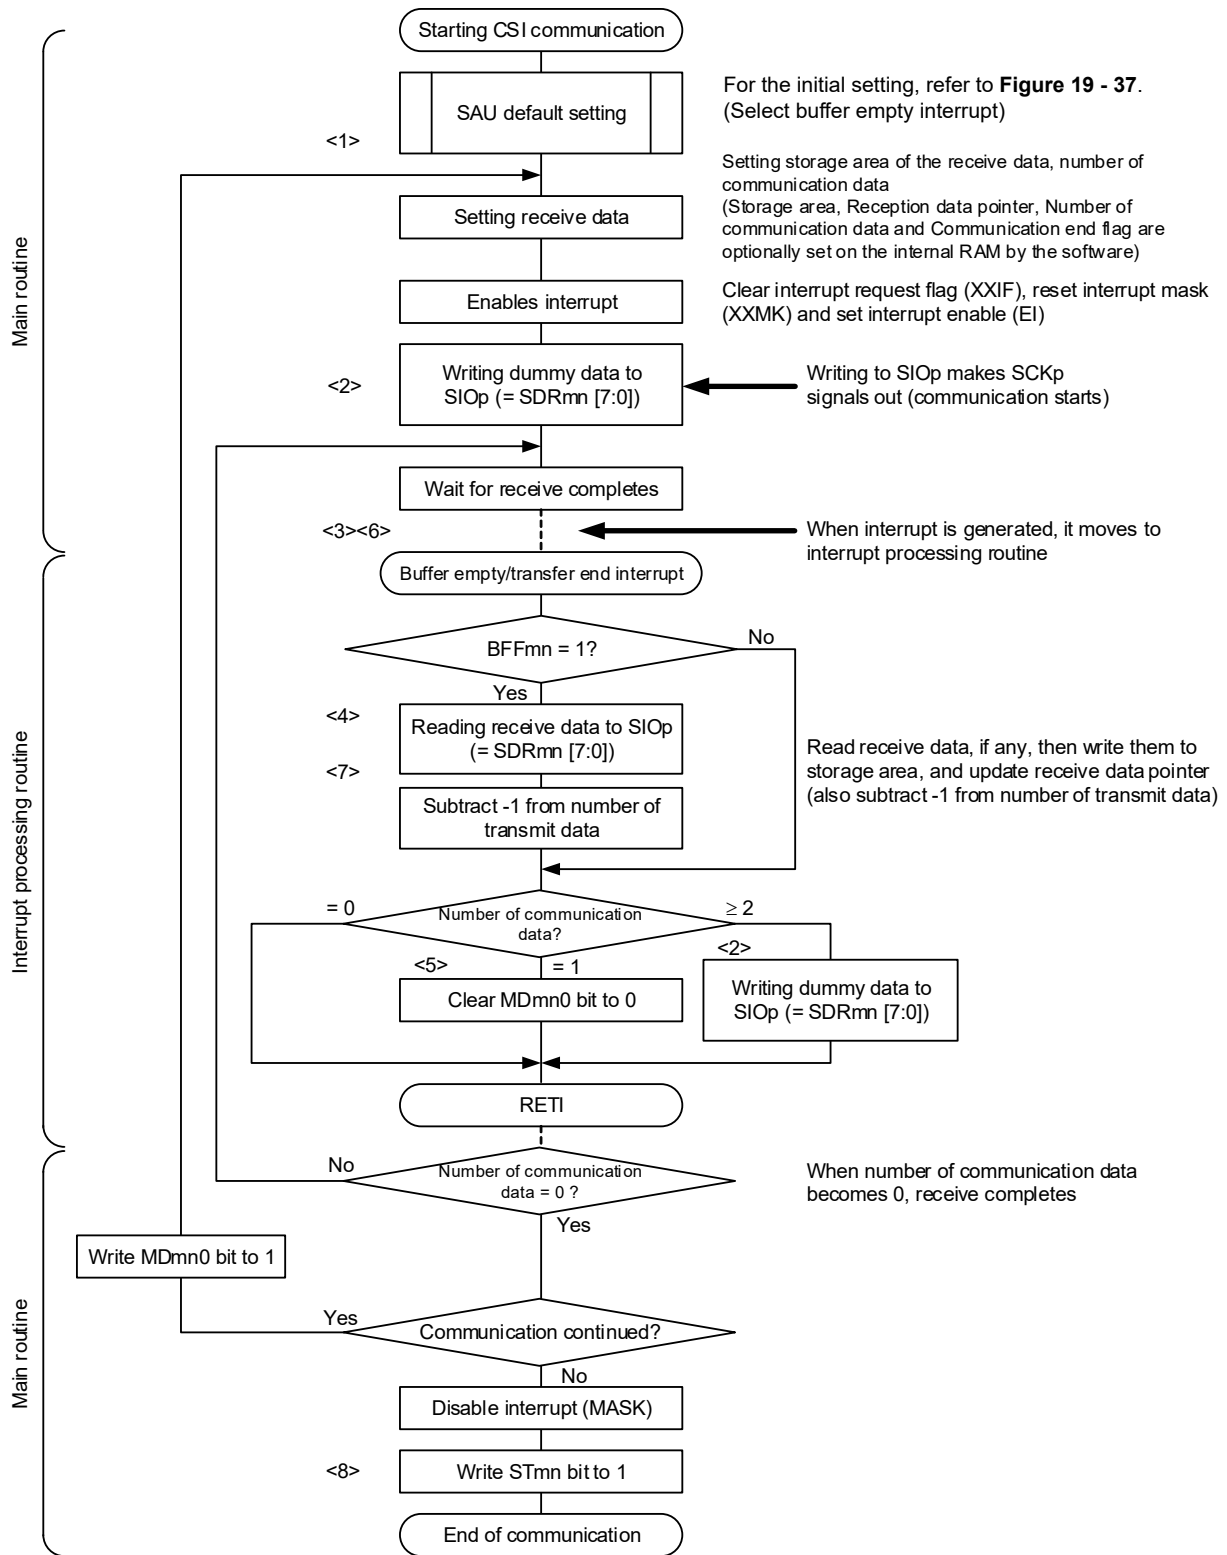 Starting CSI communication
SAU default setting
For the initial setting, refer to Figure 19 - 37.
(Select buffer empty interrupt)
<1>
Setting storage area of the receive data, number of
communication data
(Storage area, Reception data pointer, Number of
communication data and Communication end flag are
optionally set on the internal RAM by the software)
Setting receive data
Enables interrupt
Clear interrupt request flag (XXIF), reset interrupt mask
(XXMK) and set interrupt enable (EI)
Main routine
<2>
Writing dummy data to
SIOp (= SDRmn [7:0])
Writing to SIOp makes SCKp
signals out (communication starts)
Wait for receive completes
<3><6>
When interrupt is generated, it moves to
interrupt processing routine
Buffer empty/transfer end interrupt
BFFmn = 1?
No
Yes
<4>
Reading receive data to SIOp
(= SDRmn [7:0])
<7>
Read receive data, if any, then write them to
storage area, and update receive data pointer
(also subtract -1 from number of transmit data)
Subtract -1 from number of
transmit data
Interrupt processing routine
= 0
Number of communication
data?
≥ 2
<5>
= 1
<2>
Clear MDmn0 bit to 0
Writing dummy data to
SIOp (= SDRmn [7:0])
RETI
No
Number of communication
data = 0 ?
When number of communication data
becomes 0, receive completes
Yes
Write MDmn0 bit to 1
Yes
Communication continued?
No
Main routine
Disable interrupt (MASK)
<8>
Write STmn bit to 1
End of communication